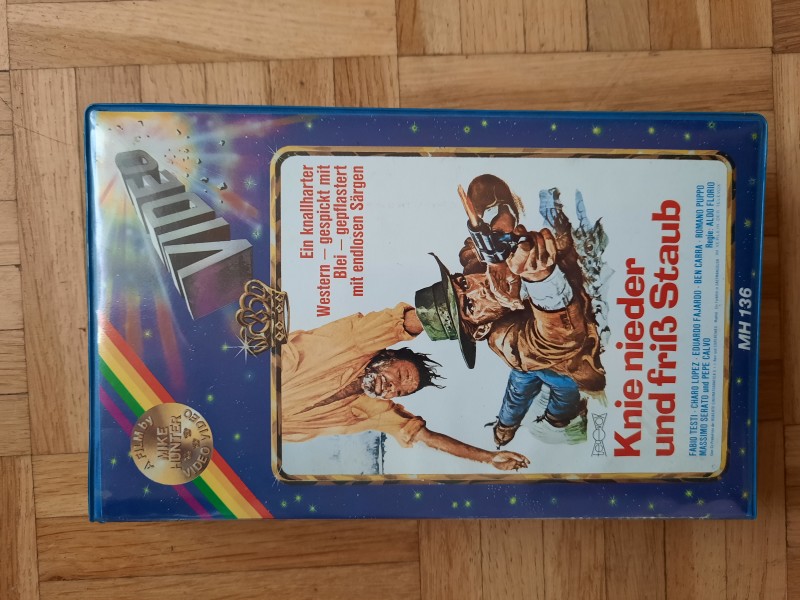 VIDEO
A FILM by
MIKE
HUNTER
VIDEO
Ein knallharter
Western – gespickt mit
Blei – gepflastert
mit endlosen Särgen
Knie nieder
und friß Staub
FABIO TESTI · CHARO LOPEZ · EDUARDO FAJARDO · BEN CARRA · ROMANO PUPPO
MASSIMO SERATO und PEPE CALVO
Regie: ALDO FLORIO
MH 136